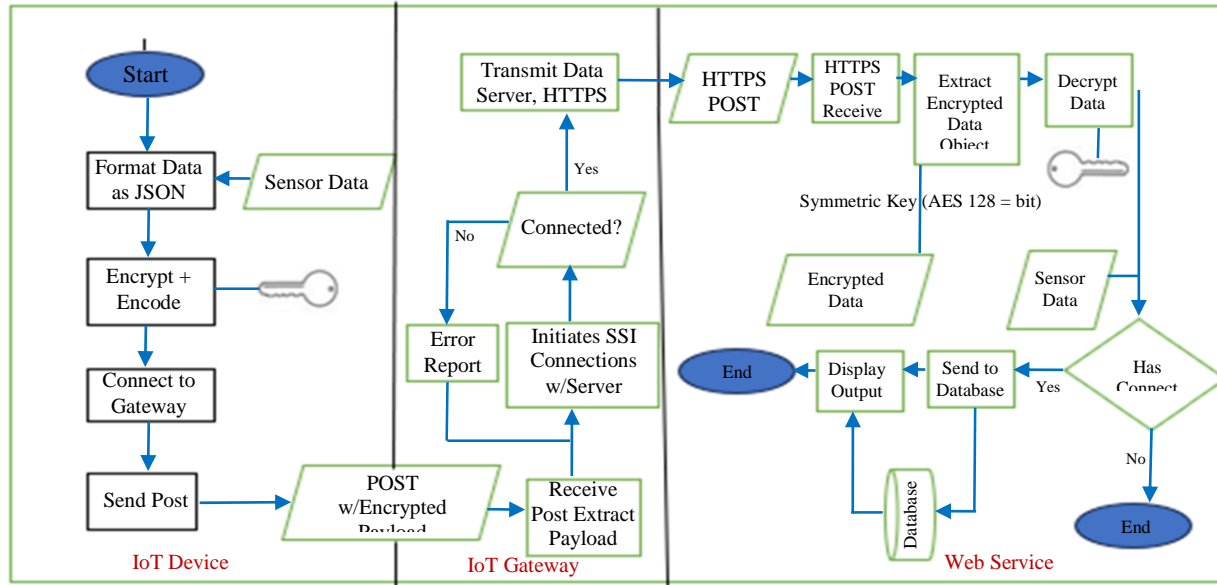 Start
Format Data
as JSON
Sensor Data
Encrypt +
Encode
Connect to
Gateway
Send Post
IoT Device
POST
w/Encrypted
Payload
Transmit Data
Server, HTTPS
Yes
Connected?
No
Error
Report
Initiates SSI
Connections
w/Server
Receive
Post Extract
Payload
IoT Gateway
HTTPS
POST
HTTPS
POST
Receive
Extract
Encrypted
Data
Object
Decrypt
Data
Symmetric Key (AES 128 = bit)
Encrypted
Data
Sensor
Data
Has
Connect
Yes
Send to
Database
Display
Output
End
Database
No
End
Web Service